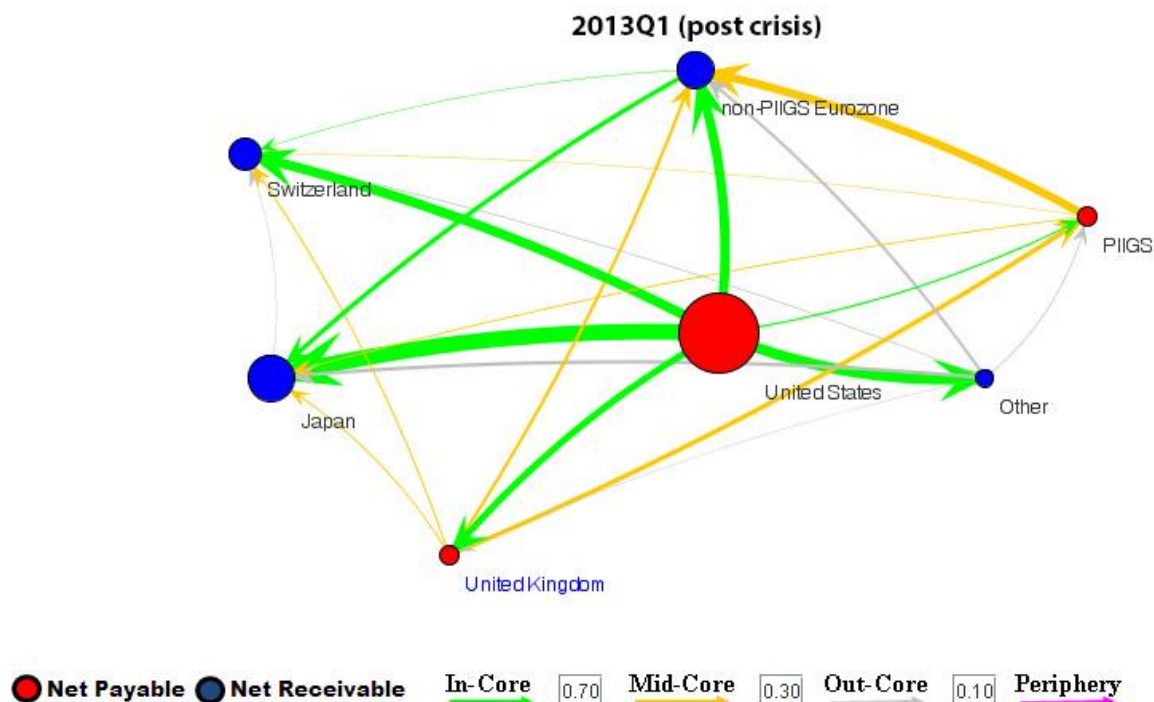 2013Q1 (post crisis)
non-PIIGS Eurozone
Switzerland
PIIGS
United States
Other
Japan
United Kingdom
Net Payable Net Receivable In-Core 0.70 Mid-Core 0.30 Out-Core 0.10 Periphery